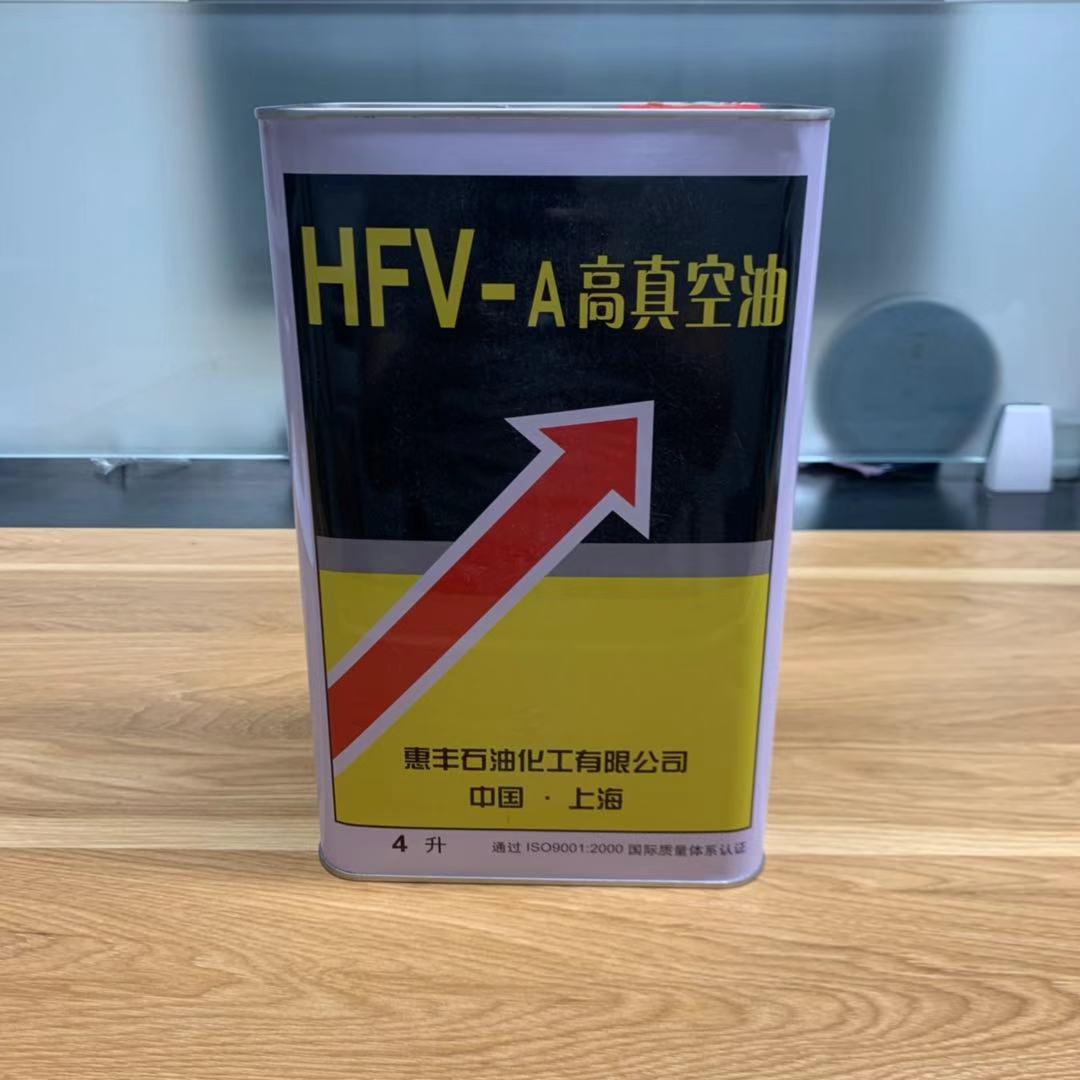 HFV-A高真空油
惠丰石油化工有限公司
中国·上海
4 升 通过 ISO9001:2000 国际质量体系认证